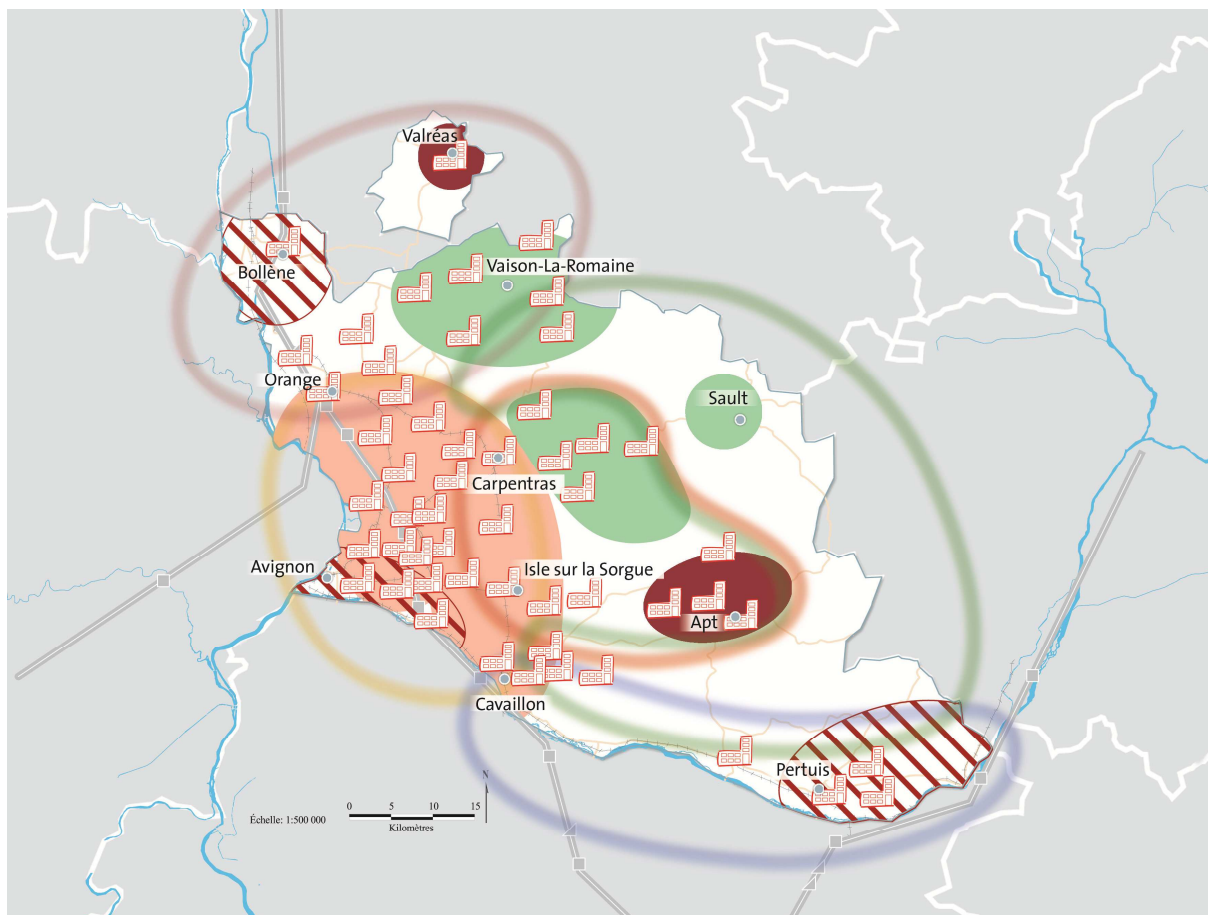 Valréas
Bollène
Vaison-La-Romaine
Orange
Sault
Carpentras
Avignon
Isle sur la Sorgue
Apt
Cavaillon
Pertuis
N
0 5 10 15
Échelle: 1:500 000
Kilomètres